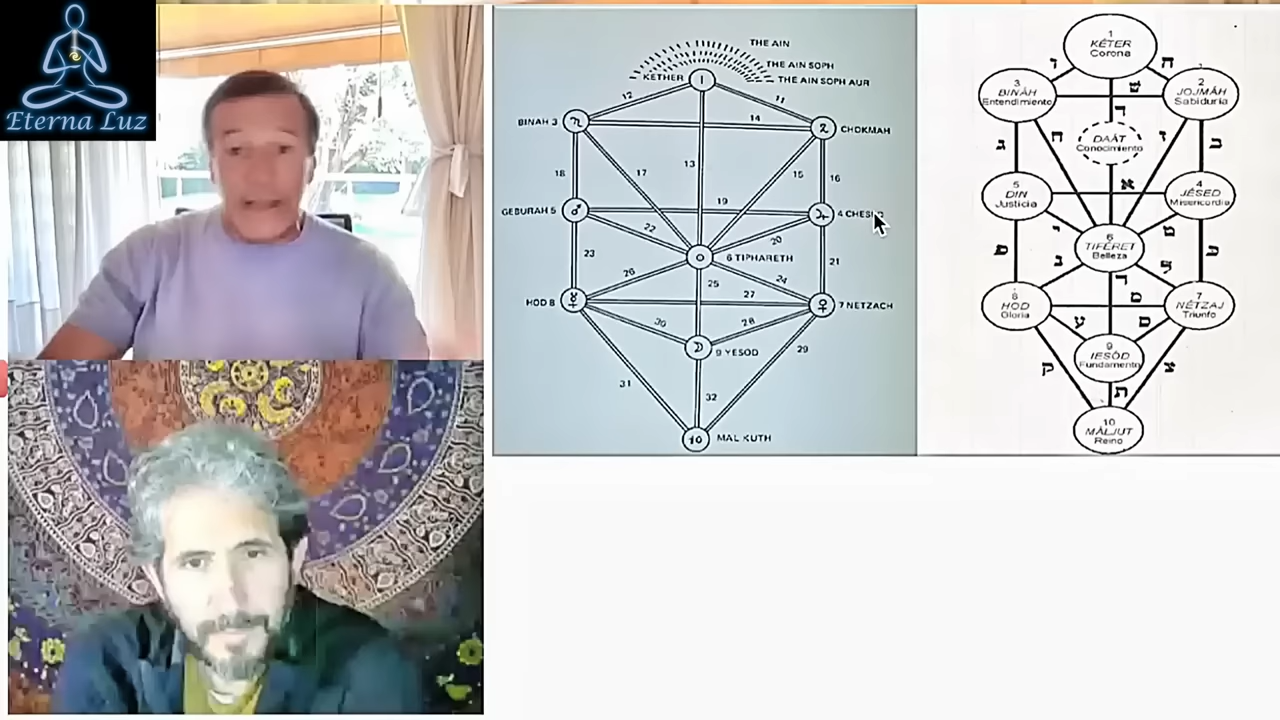 Eterna Luz
THE AIN
THE AIN SOPH
THE AIN SOPH AUR
KETHER
1
12
11
BINAH 3
14
2
CHOKMAH
13
18
17
15
16
GEBURAH 5
19
4
22
20
23
6 TIPHARETH
21
26
24
25
27
HOD 8
7 NETZACH
30
28
9 YESOD
29
31
32
10
MALKUTH
1
KÉTER
Corona
ו
ה
3
BINÁH
Entendimiento
ש
2
JOJMÁH
Sabiduría
ד
DAÁT
Conocimiento
ג
ח
ז
ב
5
DIN
Justicia
א
4
JÉSED
Misericordia
י
ט
6
TIFÉRET
Belleza
8
HOD
Gloria
7
NÉTZAJ
Triunfo
ע
ס
9
IESÓD
Fundamento
ק
ת
צ
10
MALJUT
Reino